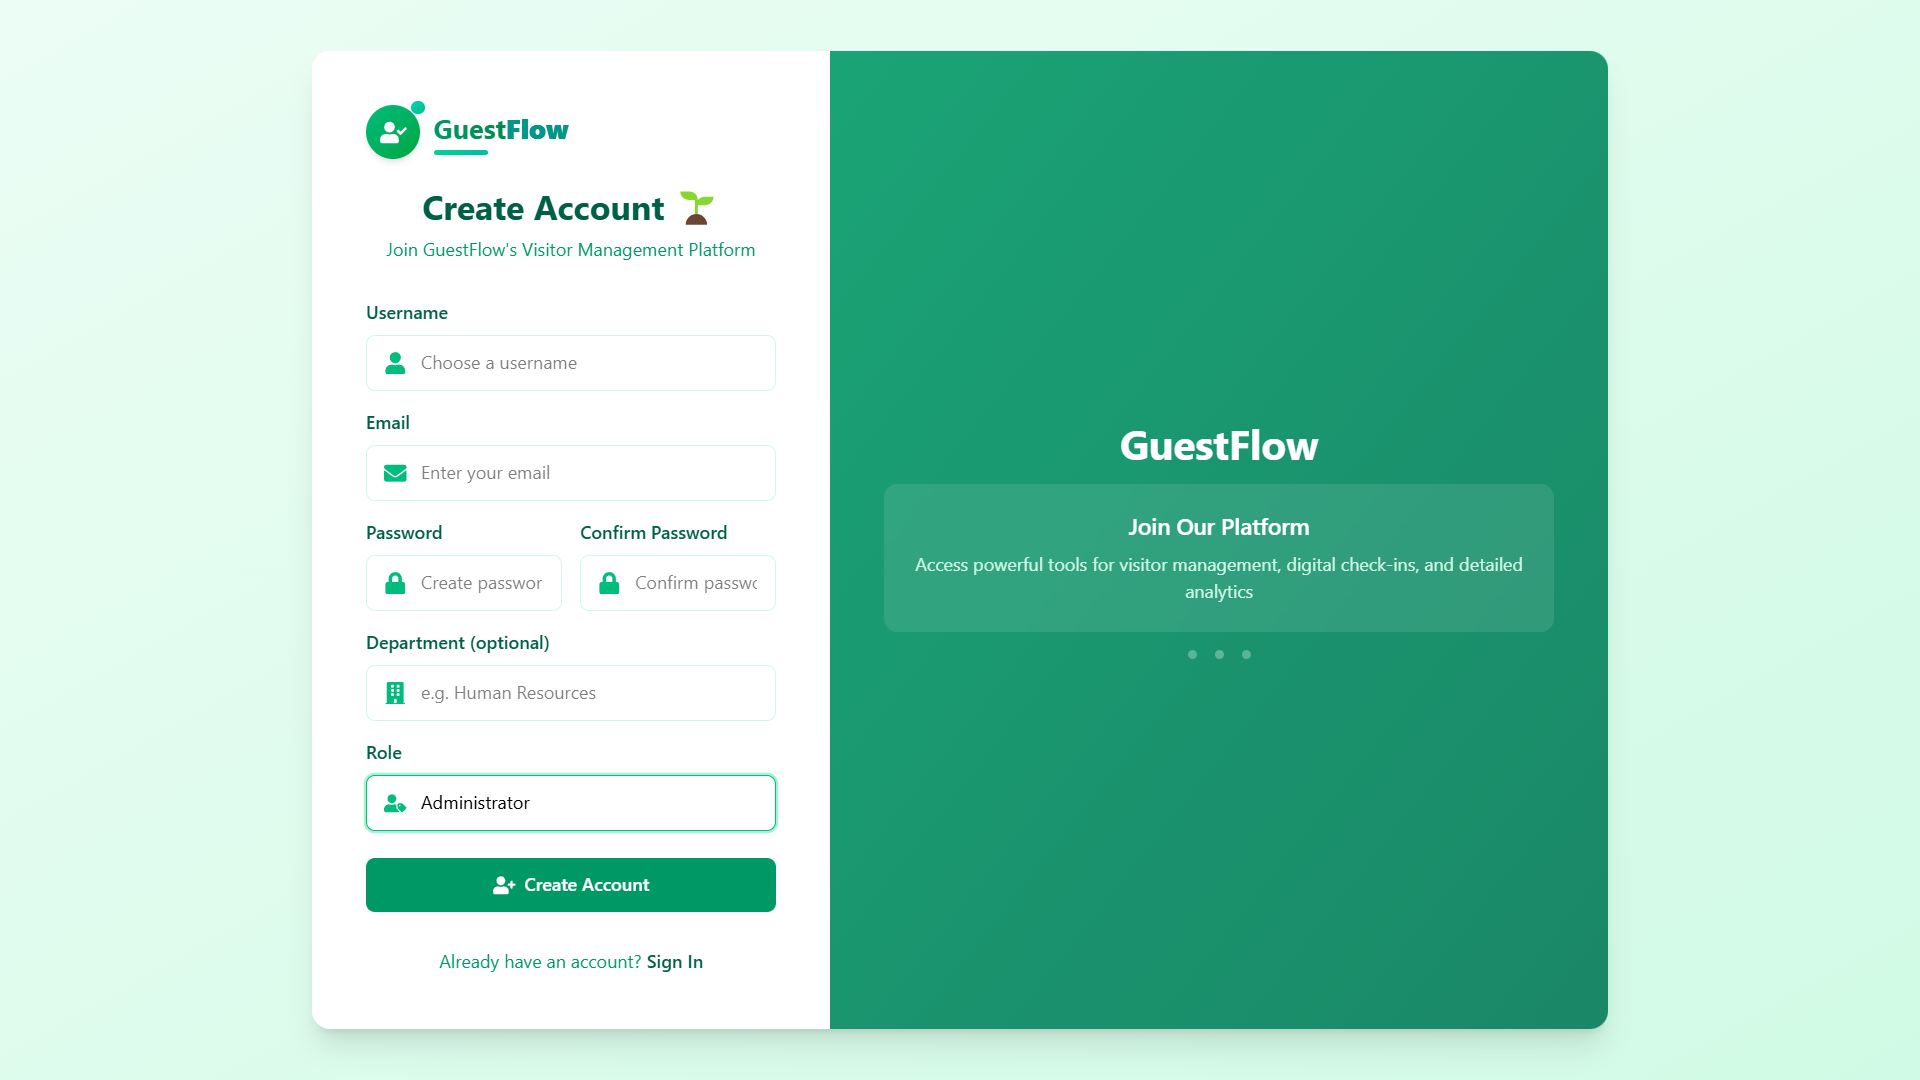 GuestFlow
Create Account 🌱
Join GuestFlow's Visitor Management Platform
Username
Choose a username
Email
Enter your email
Password
Confirm Password
Create passwor
Confirm passwc
Department (optional)
e.g. Human Resources
Role
Administrator
Create Account
Already have an account? Sign In
GuestFlow
Join Our Platform
Access powerful tools for visitor management, digital check-ins, and detailed
analytics